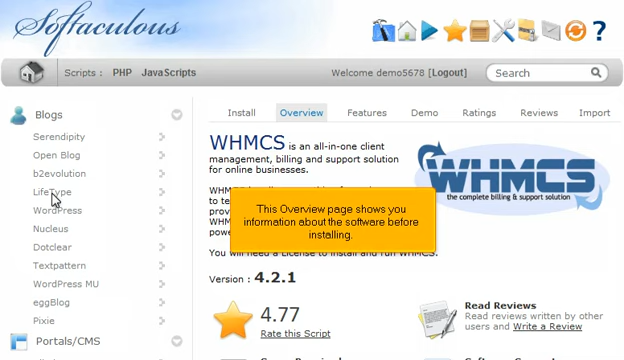 Softaculous
?
Scripts : PHP JavaScripts
Welcome demo5678 [Logout]
Search
Blogs
Serendipity
Open Blog
b2evolution
LifeType
WordPress
Nucleus
Dotclear
Textpattern
WordPress MU
eggBlog
Pixie
Portals/CMS
Install Overview Features Demo Ratings Reviews Import
WHMCS is an all-in-one client
management, billing and support solution
for online businesses.
WHMCS
the complete billing & support solution
This Overview page shows you
information about the software before
installing.
You will need a License to install and run WHMCS.
Version : 4.2.1
4.77
Rate this Script
Read Reviews
Read reviews written by other
users and Write a Review